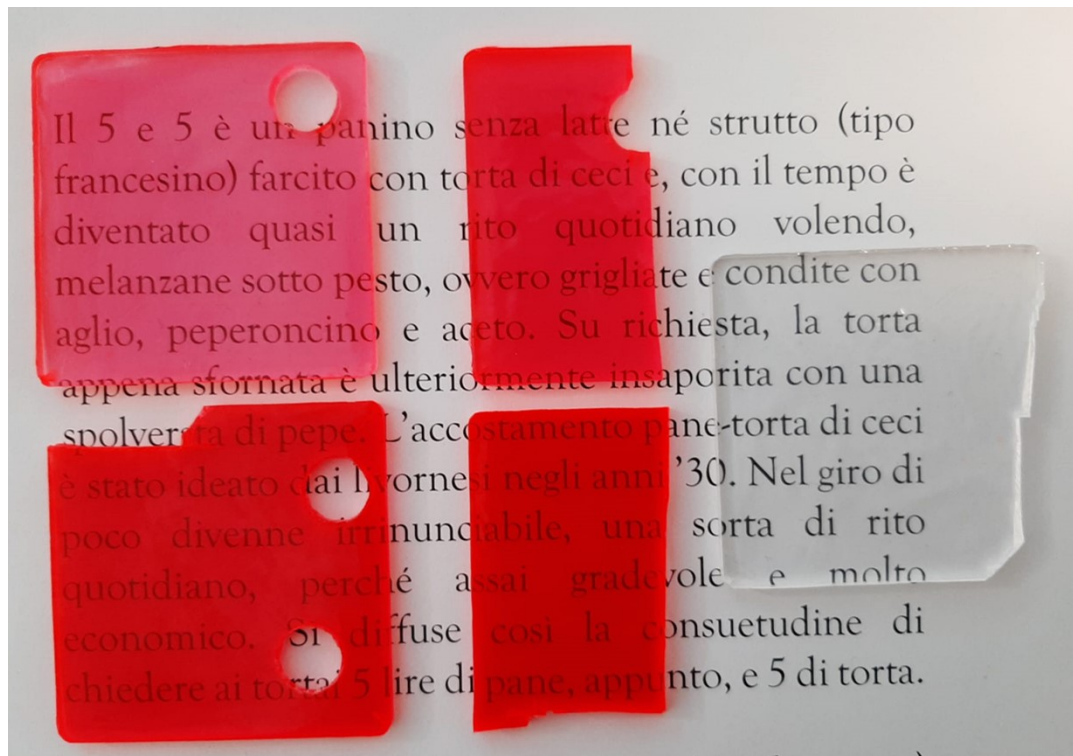 Il 5 e 5 è un panino senza latte né strutto (tipo
francesino) farcito con torta di ceci e, con il tempo è
diventato quasi un rito quotidiano volendo,
melanzane sotto pesto, ovvero grigliate e condite con
aglio, peperoncino e aceto. Su richiesta, la torta
appena sfornata è ulteriormente insaporita con una
spolverata di pepe. L'accostamento pane-torta di ceci
è stato ideato dai livornesi negli anni '30. Nel giro di
poco divenne irrinunciabile, una sorta di rito
quotidiano, perché assai gradevole e molto
economico. Si diffuse così la consuetudine di
chiedere ai tortai 5 lire di pane, appunto, e 5 di torta.